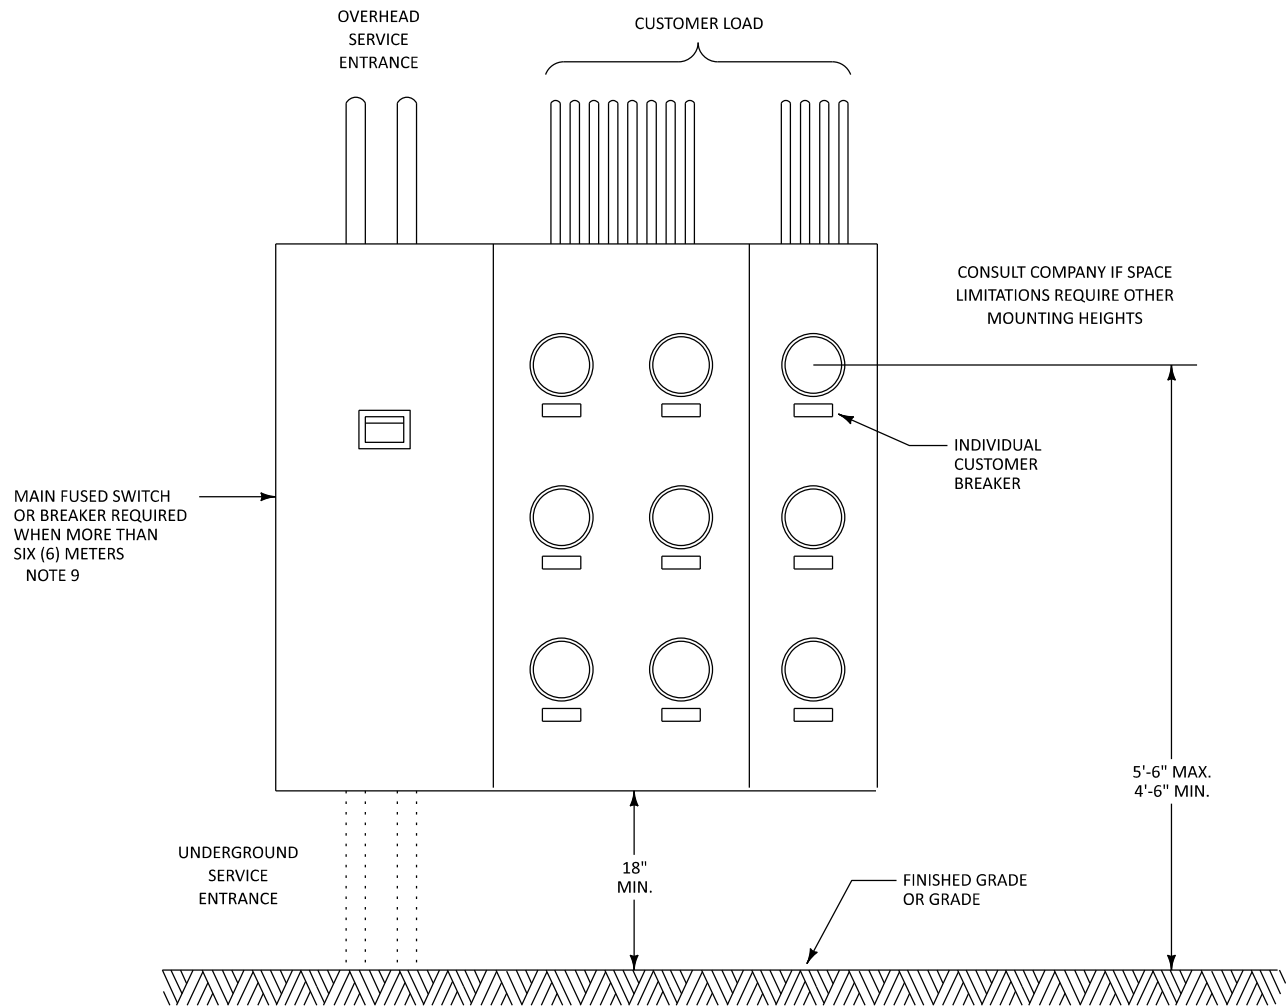 OVERHEAD
SERVICE
ENTRANCE
CUSTOMER LOAD
CONSULT COMPANY IF SPACE
LIMITATIONS REQUIRE OTHER
MOUNTING HEIGHTS
INDIVIDUAL
CUSTOMER
BREAKER
MAIN FUSED SWITCH
OR BREAKER REQUIRED
WHEN MORE THAN
SIX (6) METERS
NOTE 9
5'-6" MAX.
4'-6" MIN.
UNDERGROUND
SERVICE
ENTRANCE
18"
MIN.
FINISHED GRADE
OR GRADE